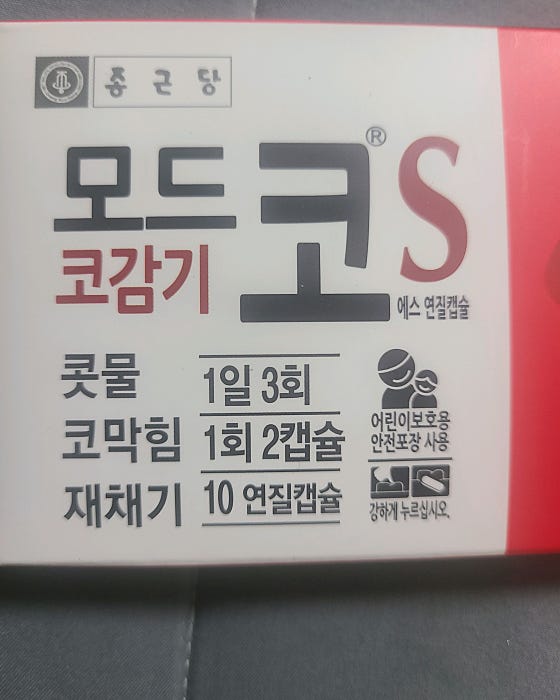 종근당
모드코® S
코감기
에스 연질캡슐
콧물
코막힘
재채기
1일 3회
1회 2캡슐
10 연질캡슐
어린이보호용
안전포장 사용
강하게 누르십시오.